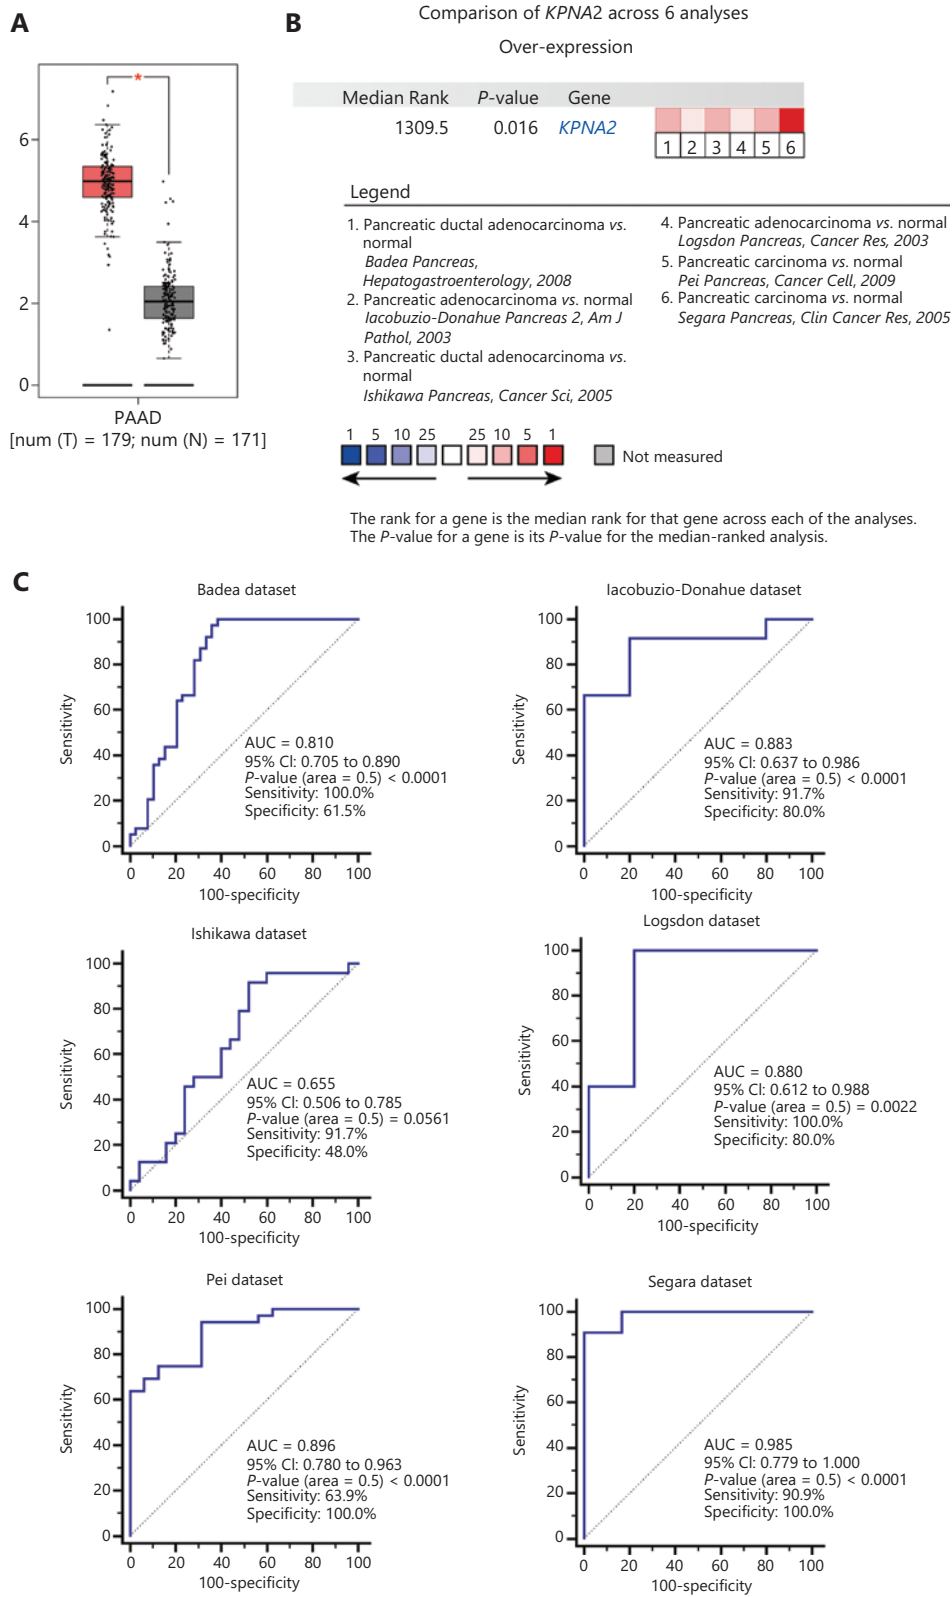 A
*
6
4
2
0
PAAD
[num (T) = 179; num (N) = 171]
B
Comparison of KPNA2 across 6 analyses
Over-expression
Median Rank P-value Gene
1309.5 0.016 KPNA2
1 2 3 4 5 6
Legend
1. Pancreatic ductal adenocarcinoma vs.
normal
Badea Pancreas,
Hepatogastroenterology, 2008
2. Pancreatic adenocarcinoma vs. normal
Iacobuzio-Donahue Pancreas 2, Am J
Pathol, 2003
3. Pancreatic ductal adenocarcinoma vs.
normal
Ishikawa Pancreas, Cancer Sci, 2005
4. Pancreatic adenocarcinoma vs. normal
Logsdon Pancreas, Cancer Res, 2003
5. Pancreatic carcinoma vs. normal
Pei Pancreas, Cancer Cell, 2009
6. Pancreatic carcinoma vs. normal
Segara Pancreas, Clin Cancer Res, 2005
1 5 10 25 25 10 5 1
Not measured
The rank for a gene is the median rank for that gene across each of the analyses.
The P-value for a gene is its P-value for the median-ranked analysis.
C
Badea dataset
Sensitivity
100
80
60
40
20
0
AUC = 0.810
95% CI: 0.705 to 0.890
P-value (area = 0.5) < 0.0001
Sensitivity: 100.0%
Specificity: 61.5%
0 20 40 60 80 100
100-specificity
Iacobuzio-Donahue dataset
Sensitivity
100
80
60
40
20
0
AUC = 0.883
95% CI: 0.637 to 0.986
P-value (area = 0.5) < 0.0001
Sensitivity: 91.7%
Specificity: 80.0%
0 20 40 60 80 100
100-specificity
Ishikawa dataset
Sensitivity
100
80
60
40
20
0
AUC = 0.655
95% CI: 0.506 to 0.785
P-value (area = 0.5) = 0.0561
Sensitivity: 91.7%
Specificity: 48.0%
0 20 40 60 80 100
100-specificity
Logsdon dataset
Sensitivity
100
80
60
40
20
0
AUC = 0.880
95% CI: 0.612 to 0.988
P-value (area = 0.5) = 0.0022
Sensitivity: 100.0%
Specificity: 80.0%
0 20 40 60 80 100
100-specificity
Pei dataset
Sensitivity
100
80
60
40
20
0
AUC = 0.896
95% CI: 0.780 to 0.963
P-value (area = 0.5) < 0.0001
Sensitivity: 63.9%
Specificity: 100.0%
0 20 40 60 80 100
100-specificity
Segara dataset
Sensitivity
100
80
60
40
20
0
AUC = 0.985
95% CI: 0.779 to 1.000
P-value (area = 0.5) < 0.0001
Sensitivity: 90.9%
Specificity: 100.0%
0 20 40 60 80 100
100-specificity